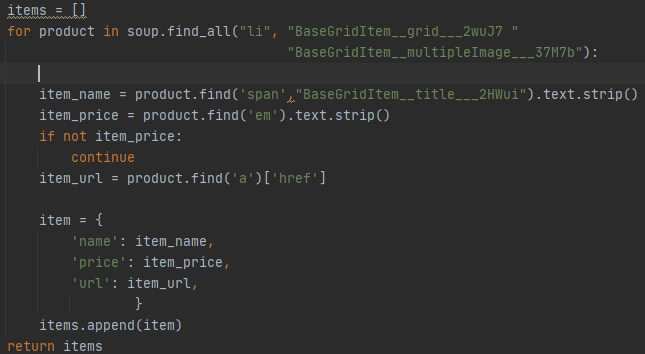 items = []
for product in soup.find_all("li", "BaseGridItem__grid___2wuJ7 "
                                   "BaseGridItem__multipleImage___37M7b"):
    item_name = product.find('span',"BaseGridItem__title___2HWui").text.strip()
    item_price = product.find('em').text.strip()
    if not item_price:
        continue
    item_url = product.find('a')['href']
    item = {
        'name': item_name,
        'price': item_price,
        'url': item_url,
                }
    items.append(item)
return items